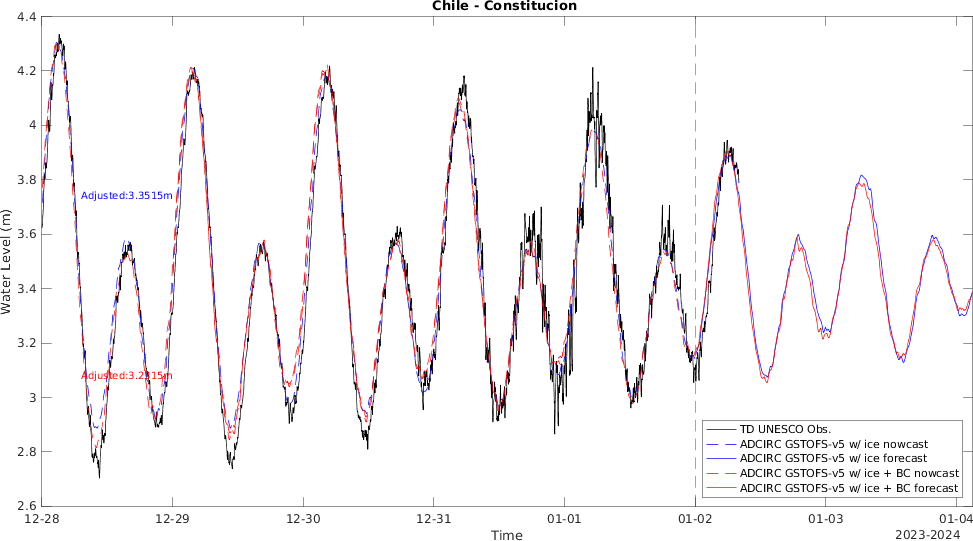 Chile - Constitucion
4.4
4.2
4
3.8
3.6
3.4
3.2
3
2.8
2.6
Water Level (m)
Adjusted:3.3515m
Adjusted:3.2315m
TD UNESCO Obs.
ADCIRC GSTOFS-v5 w/ ice nowcast
ADCIRC GSTOFS-v5 w/ ice forecast
ADCIRC GSTOFS-v5 w/ ice + BC nowcast
ADCIRC GSTOFS-v5 w/ ice + BC forecast
12-28 12-29 12-30 12-31 01-01 01-02 01-03 01-04
Time
2023-2024